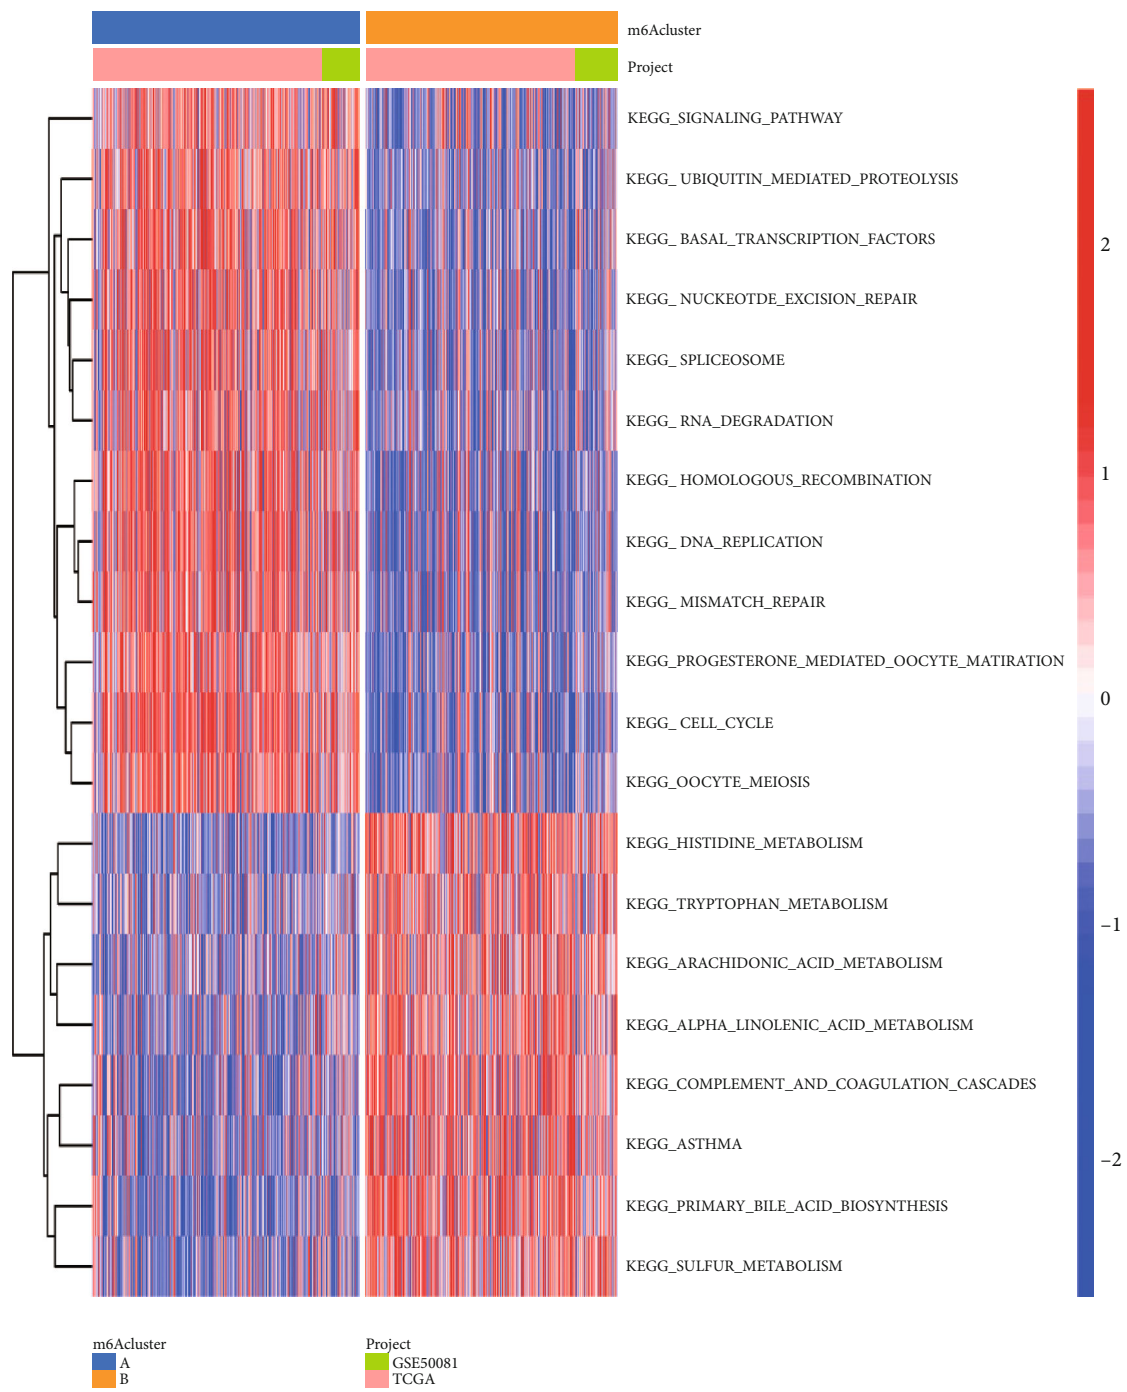 m6Acluster
Project
KEGG_SIGNALING_PATHWAY
KEGG_ UBIQUITIN_MEDIATED_PROTEOLYSIS
KEGG_ BASAL_TRANSCRIPTION_FACTORS
KEGG_ NUCKEOTDE_EXCISION_REPAIR
KEGG_ SPLICEOSOME
KEGG_ RNA_DEGRADATION
KEGG_ HOMOLOGOUS_RECOMBINATION
KEGG_ DNA_REPLICATION
KEGG_ MISMATCH_REPAIR
KEGG_PROGESTERONE_MEDIATED_OOCYTE_MATIRATION
KEGG_ CELL_CYCLE
KEGG_OOCYTE_MEIOSIS
KEGG_HISTIDINE_METABOLISM
KEGG_TRYPTOPHAN_METABOLISM
KEGG_ARACHIDONIC_ACID_METABOLISM
KEGG_ALPHA_LINOLENIC_ACID_METABOLISM
KEGG_COMPLEMENT_AND_COAGULATION_CASCADES
KEGG_ASTHMA
KEGG_PRIMARY_BILE_ACID_BIOSYNTHESIS
KEGG_SULFUR_METABOLISM
2
1
0
−1
−2
m6Acluster
A
B
Project
GSE50081
TCGA